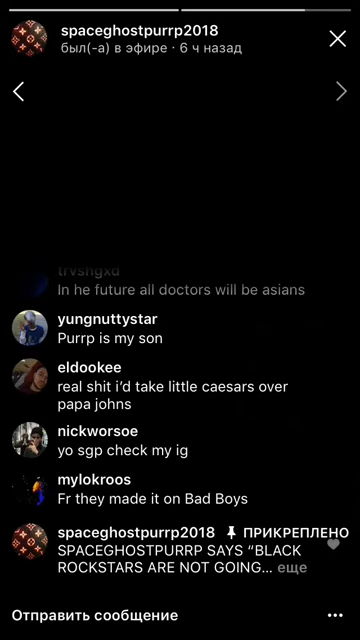 spaceghostpurrp2018
был(-а) в эфире · 6 ч назад
trvshgxd
In he future all doctors will be asians
yungnuttystar
Purrp is my son
eldookee
real shit i’d take little caesars over
papa johns
nickworsoe
yo sgp check my ig
mylokroos
Fr they made it on Bad Boys
spaceghostpurrp2018 ПРИКРЕПЛЕНО
SPACEGHOSTPURRP SAYS “BLACK
ROCKSTARS ARE NOT GOING... еще
Отправить сообщение